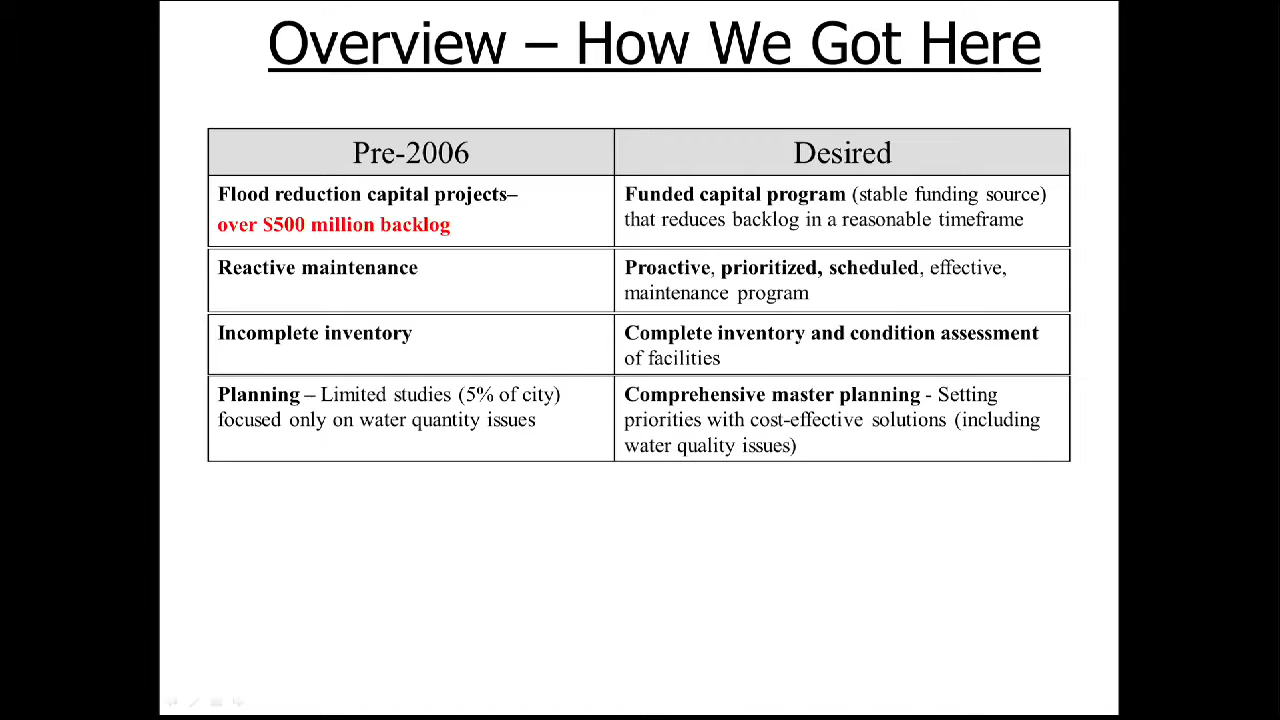 Overview – How We Got Here
Pre-2006
Desired
Flood reduction capital projects–
over $500 million backlog
Funded capital program (stable funding source)
that reduces backlog in a reasonable timeframe
Reactive maintenance
Proactive, prioritized, scheduled, effective,
maintenance program
Incomplete inventory
Complete inventory and condition assessment
of facilities
Planning – Limited studies (5% of city)
focused only on water quantity issues
Comprehensive master planning - Setting
priorities with cost-effective solutions (including
water quality issues)